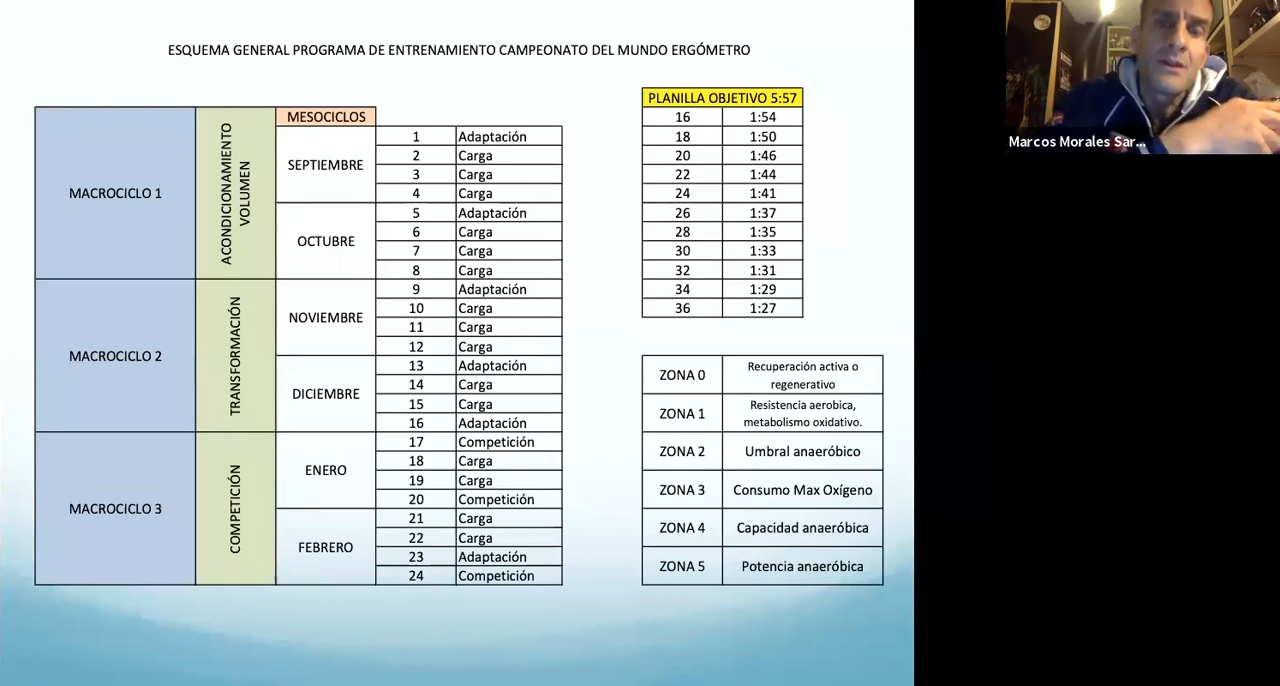 ESQUEMA GENERAL PROGRAMA DE ENTRENAMIENTO CAMPEONATO DEL MUNDO ERGÓMETRO
MACROCICLO 1
ACONDICIONAMIENTO
VOLUMEN
MESOCICLOS
SEPTIEMBRE
1 Adaptación
2 Carga
3 Carga
4 Carga
OCTUBRE
5 Adaptación
6 Carga
7 Carga
8 Carga
MACROCICLO 2
TRANSFORMACIÓN
NOVIEMBRE
9 Adaptación
10 Carga
11 Carga
12 Carga
DICIEMBRE
13 Adaptación
14 Carga
15 Carga
16 Adaptación
MACROCICLO 3
COMPETICIÓN
ENERO
17 Competición
18 Carga
19 Carga
20 Competición
FEBRERO
21 Carga
22 Carga
23 Adaptación
24 Competición
PLANILLA OBJETIVO 5:57
16 1:54
18 1:50
20 1:46
22 1:44
24 1:41
26 1:37
28 1:35
30 1:33
32 1:31
34 1:29
36 1:27
ZONA 0
Recuperación activa o
regenerativo
ZONA 1
Resistencia aerobica,
metabolismo oxidativo.
ZONA 2 Umbral anaeróbico
ZONA 3 Consumo Max Oxígeno
ZONA 4 Capacidad anaeróbica
ZONA 5 Potencia anaeróbica
Marcos Morales Sar...